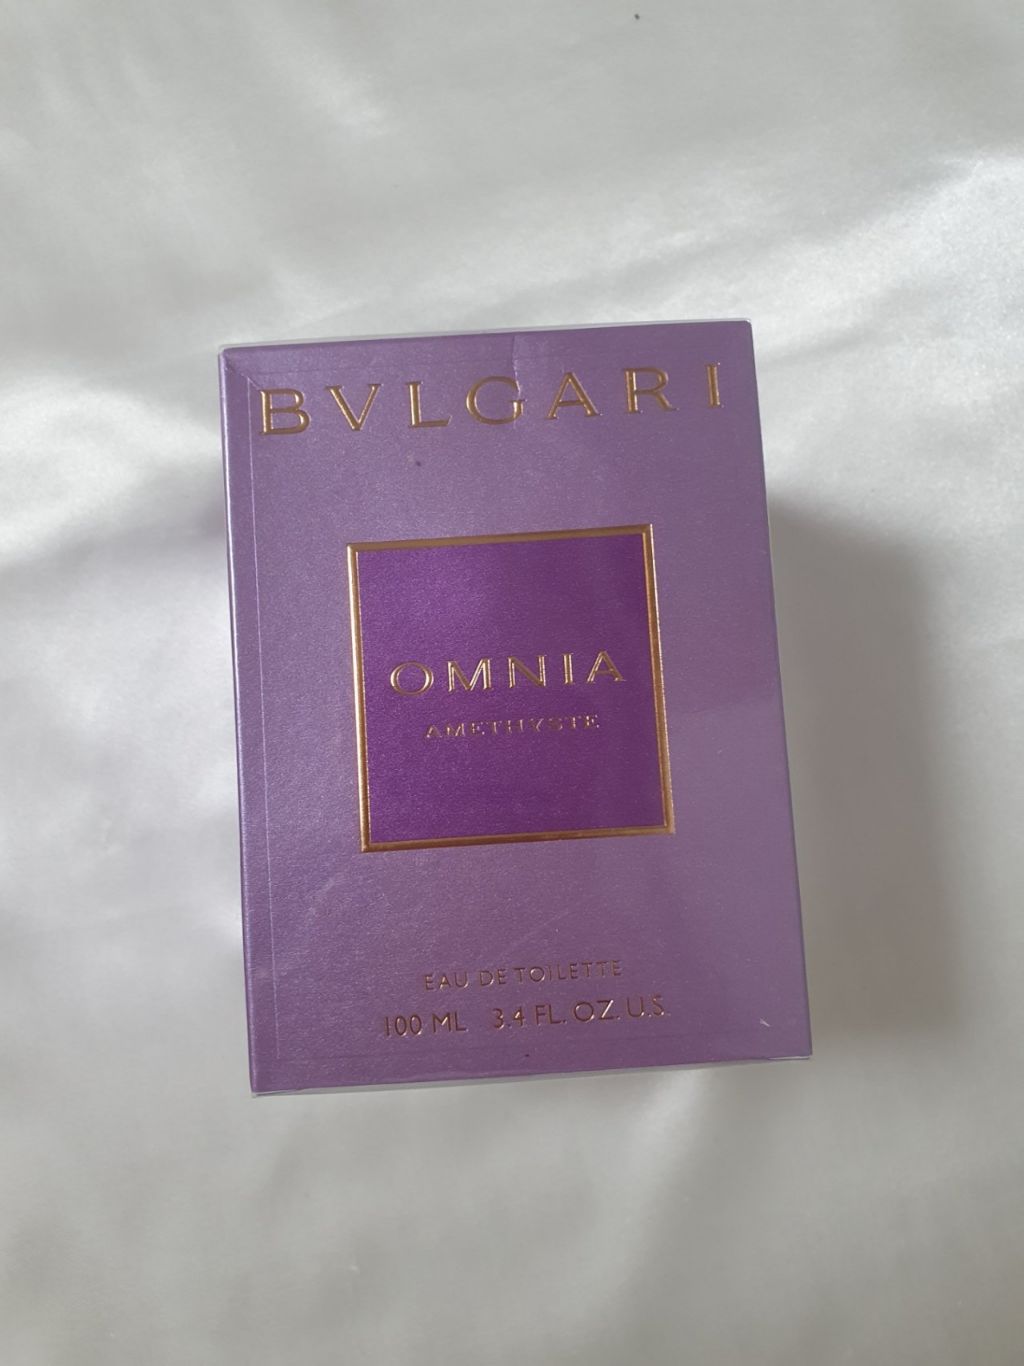 BVLGARI
OMNIA
AMETHYSTE
EAU DE TOILETTE
100 ML 3.4 FL. OZ. U.S.